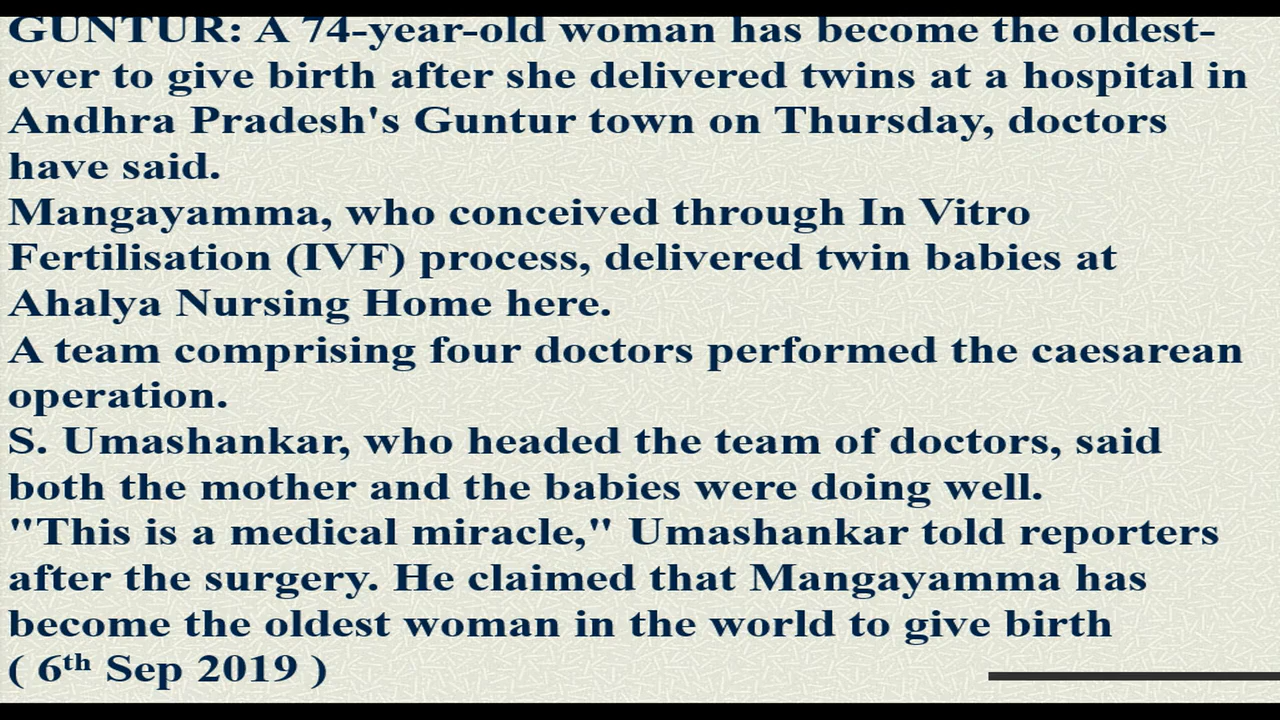 GUNTUR: A 74-year-old woman has become the oldest-
ever to give birth after she delivered twins at a hospital in
Andhra Pradesh's Guntur town on Thursday, doctors
have said.
Mangayamma, who conceived through In Vitro
Fertilisation (IVF) process, delivered twin babies at
Ahalya Nursing Home here.
A team comprising four doctors performed the caesarean
operation.
S. Umashankar, who headed the team of doctors, said
both the mother and the babies were doing well.
"This is a medical miracle," Umashankar told reporters
after the surgery. He claimed that Mangayamma has
become the oldest woman in the world to give birth
( 6th Sep 2019 )